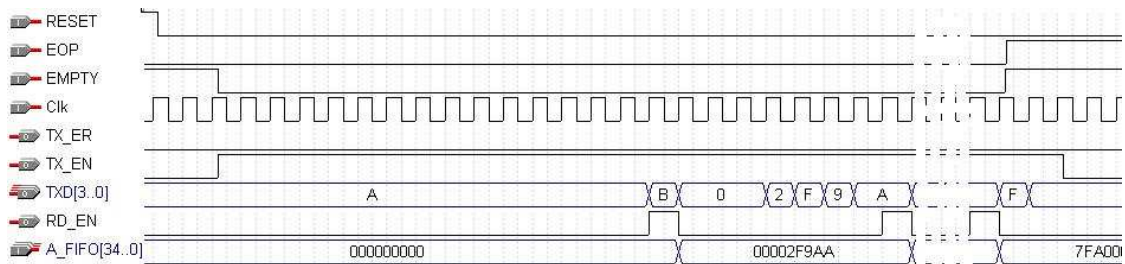 RESET
EOP
EMPTY
Clk
TX_ER
TX_EN
TXD[3..0] A B 0 2 F 9 A F
RD_EN
A_FIFO[34..0] 000000000 00002F9AA 7FA00